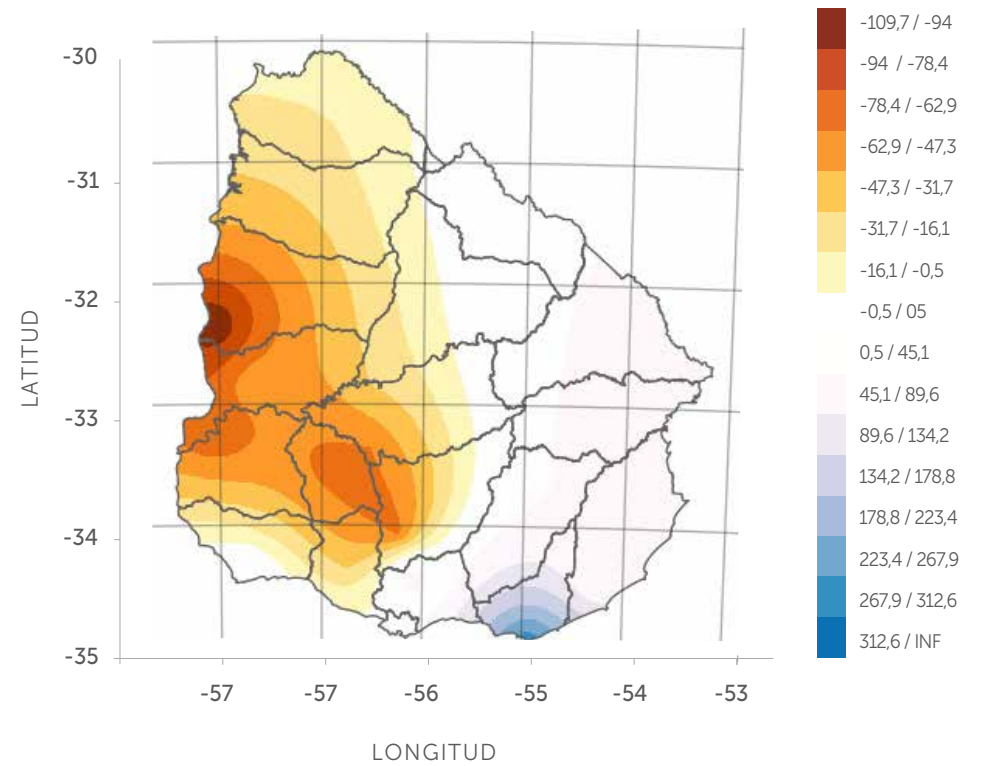 -30
-31
-32
-33
-34
-35
LATITUD
-57
-57
-56
-55
-54
-53
LONGITUD
-109,7 / -94
-94 / -78,4
-78,4 / -62,9
-62,9 / -47,3
-47,3 / -31,7
-31,7 / -16,1
-16,1 / -0,5
-0,5 / 05
0,5 / 45,1
45,1 / 89,6
89,6 / 134,2
134,2 / 178,8
178,8 / 223,4
223,4 / 267,9
267,9 / 312,6
312,6 / INF